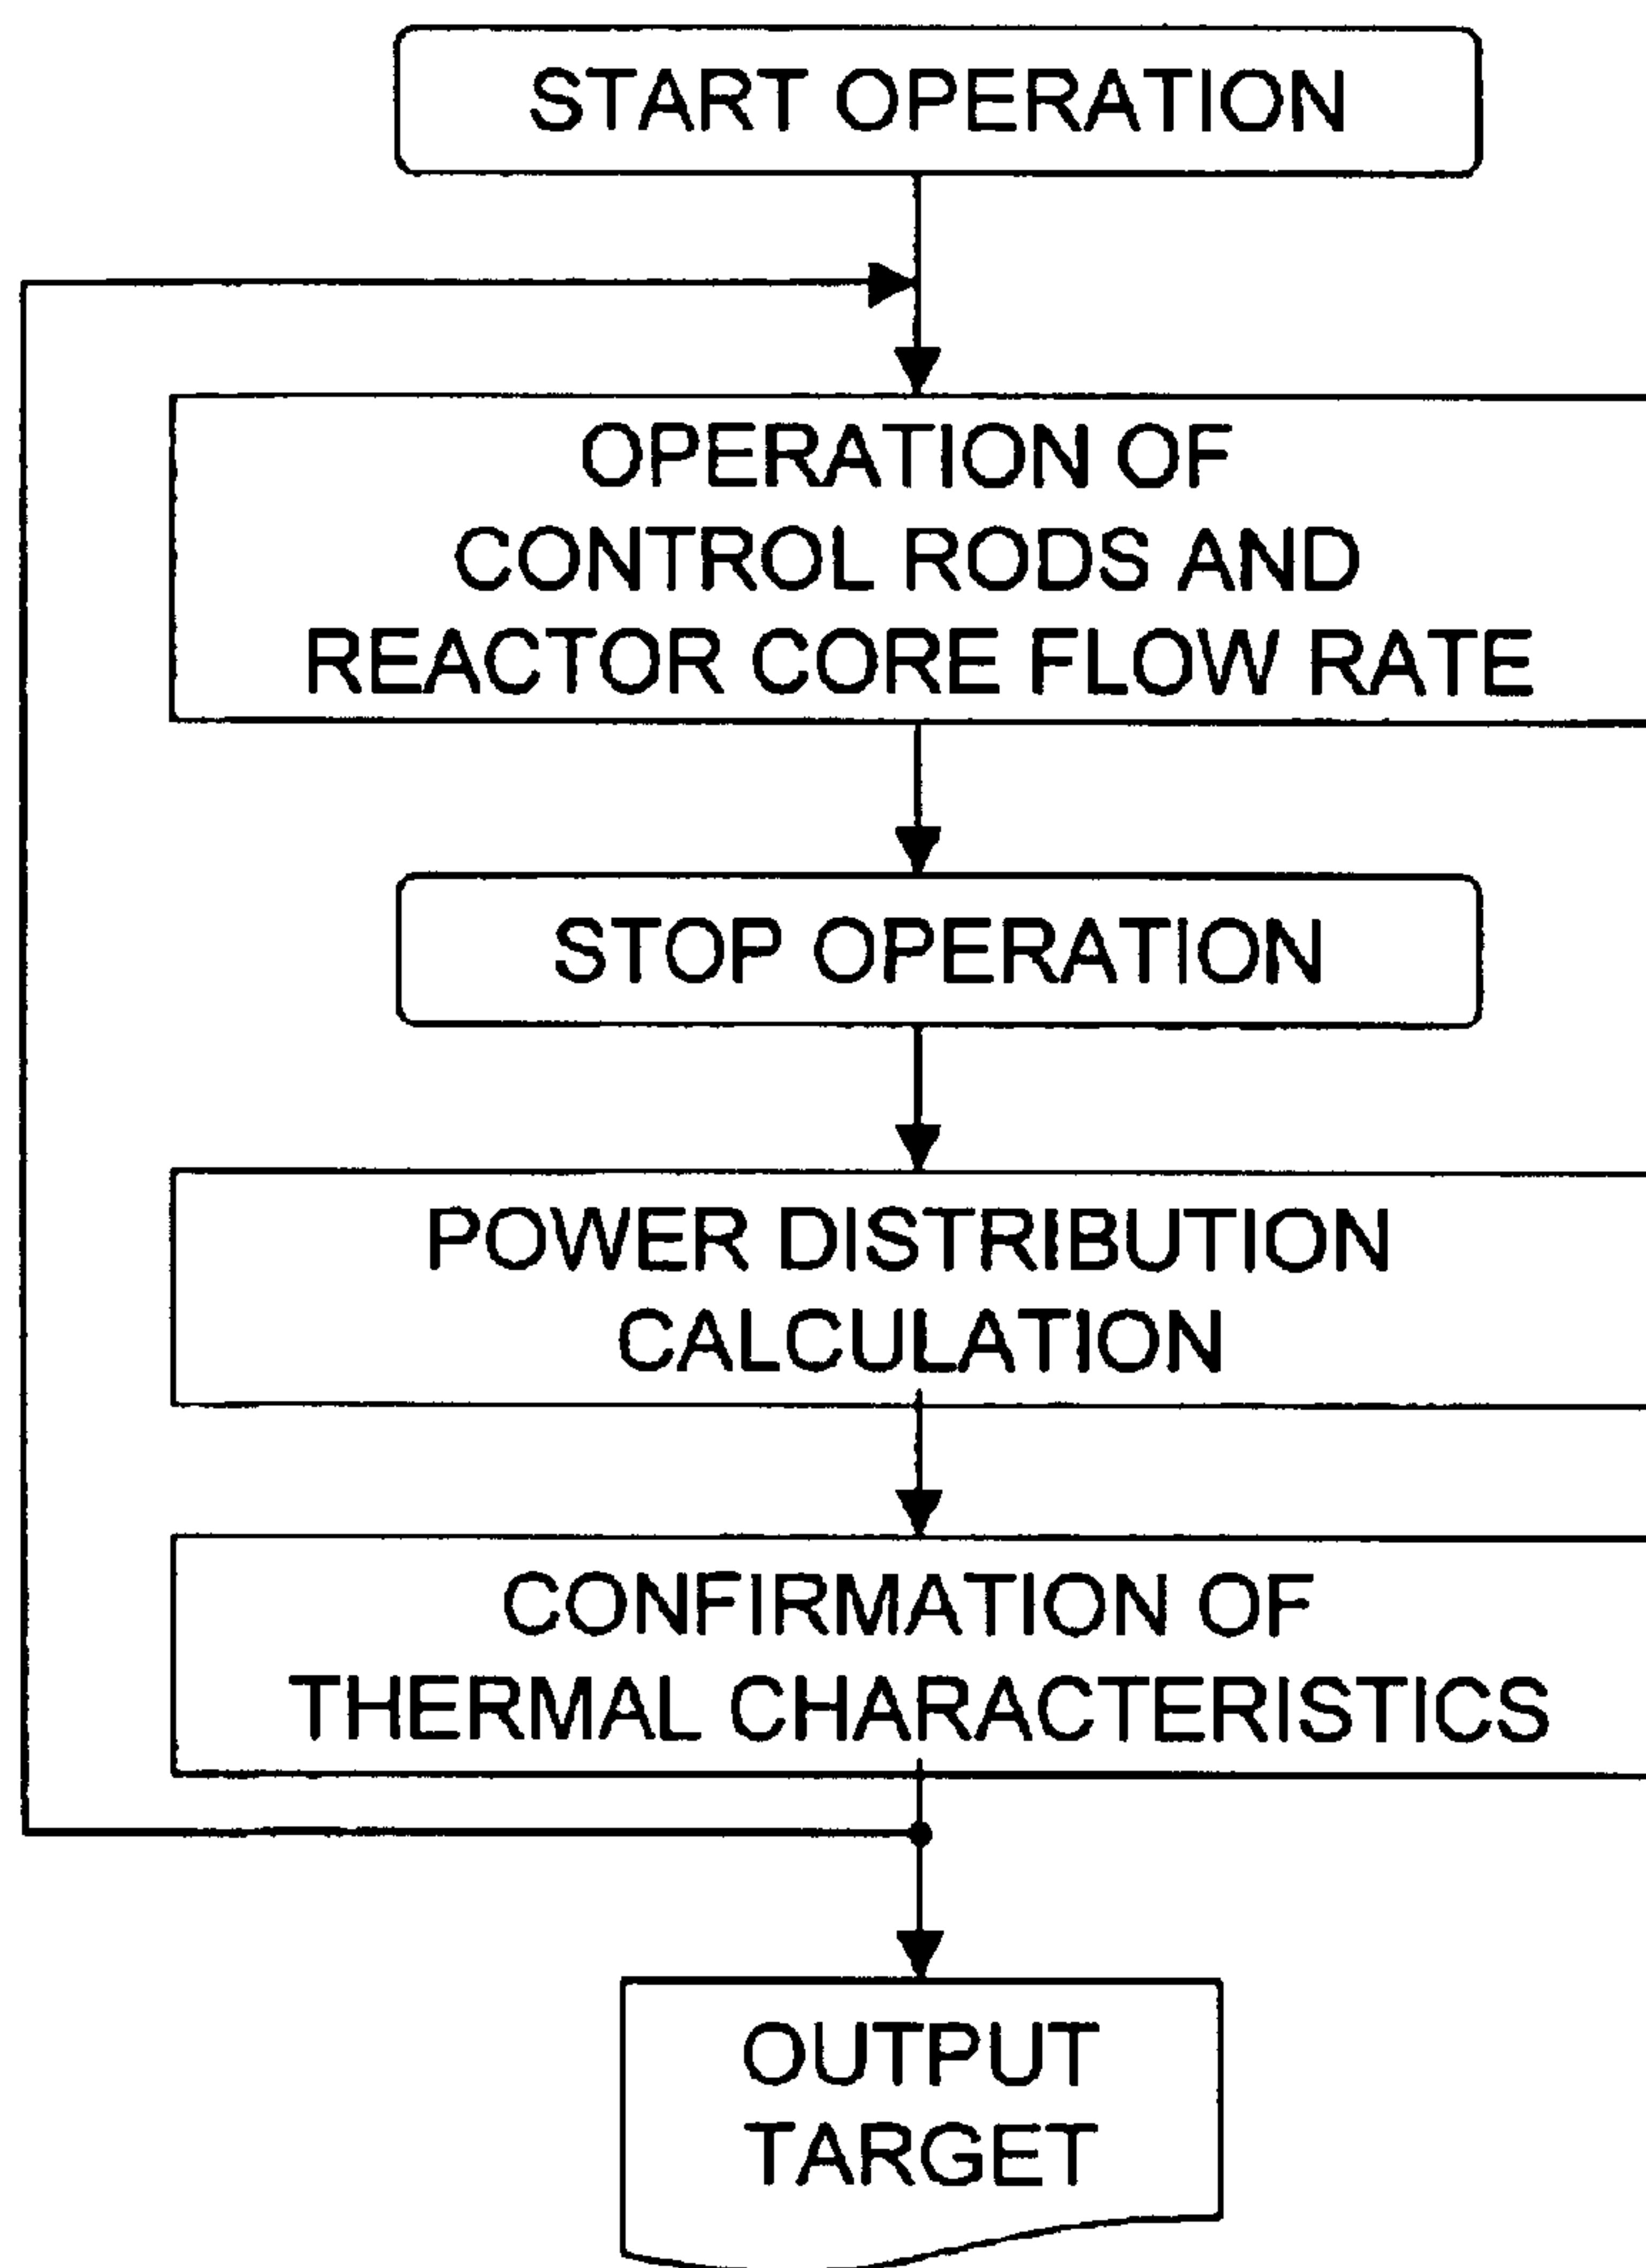 START OPERATION
OPERATION OF
CONTROL RODS AND
REACTOR CORE FLOW RATE
STOP OPERATION
POWER DISTRIBUTION
CALCULATION
CONFIRMATION OF
THERMAL CHARACTERISTICS
OUTPUT
TARGET